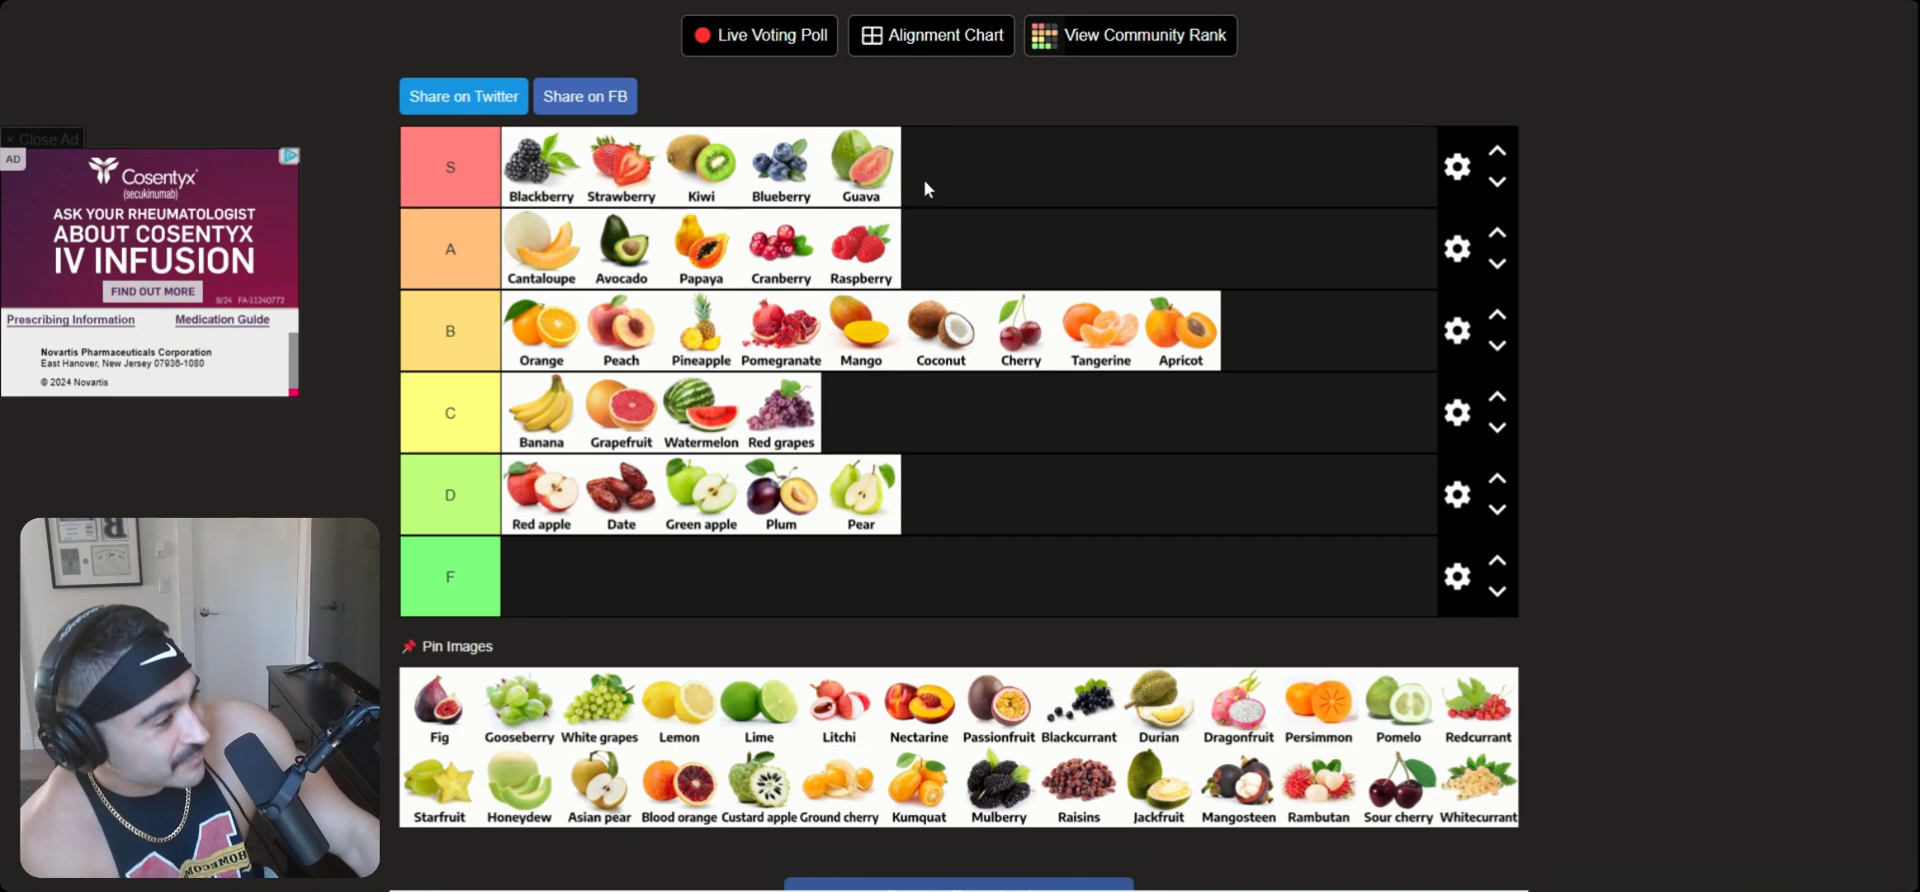 Live Voting Poll
Alignment Chart
View Community Rank
Share on Twitter
Share on FB
× Close Ad
AD
Cosentyx®
(secukinumab)
ASK YOUR RHEUMATOLOGIST
ABOUT COSENTYX
IV INFUSION
FIND OUT MORE
9/24 FA-11240772
Prescribing Information
Medication Guide
Novartis Pharmaceuticals Corporation
East Hanover, New Jersey 07936-1080
© 2024 Novartis
S
Blackberry Strawberry Kiwi Blueberry Guava
A
Cantaloupe Avocado Papaya Cranberry Raspberry
B
Orange Peach Pineapple Pomegranate Mango Coconut Cherry Tangerine Apricot
C
Banana Grapefruit Watermelon Red grapes
D
Red apple Date Green apple Plum Pear
F
Pin Images
Fig Gooseberry White grapes Lemon Lime Litchi Nectarine Passionfruit Blackcurrant Durian Dragonfruit Persimmon Pomelo Redcurrant
Starfruit Honeydew Asian pear Blood orange Custard apple Ground cherry Kumquat Mulberry Raisins Jackfruit Mangosteen Rambutan Sour cherry Whitecurrant